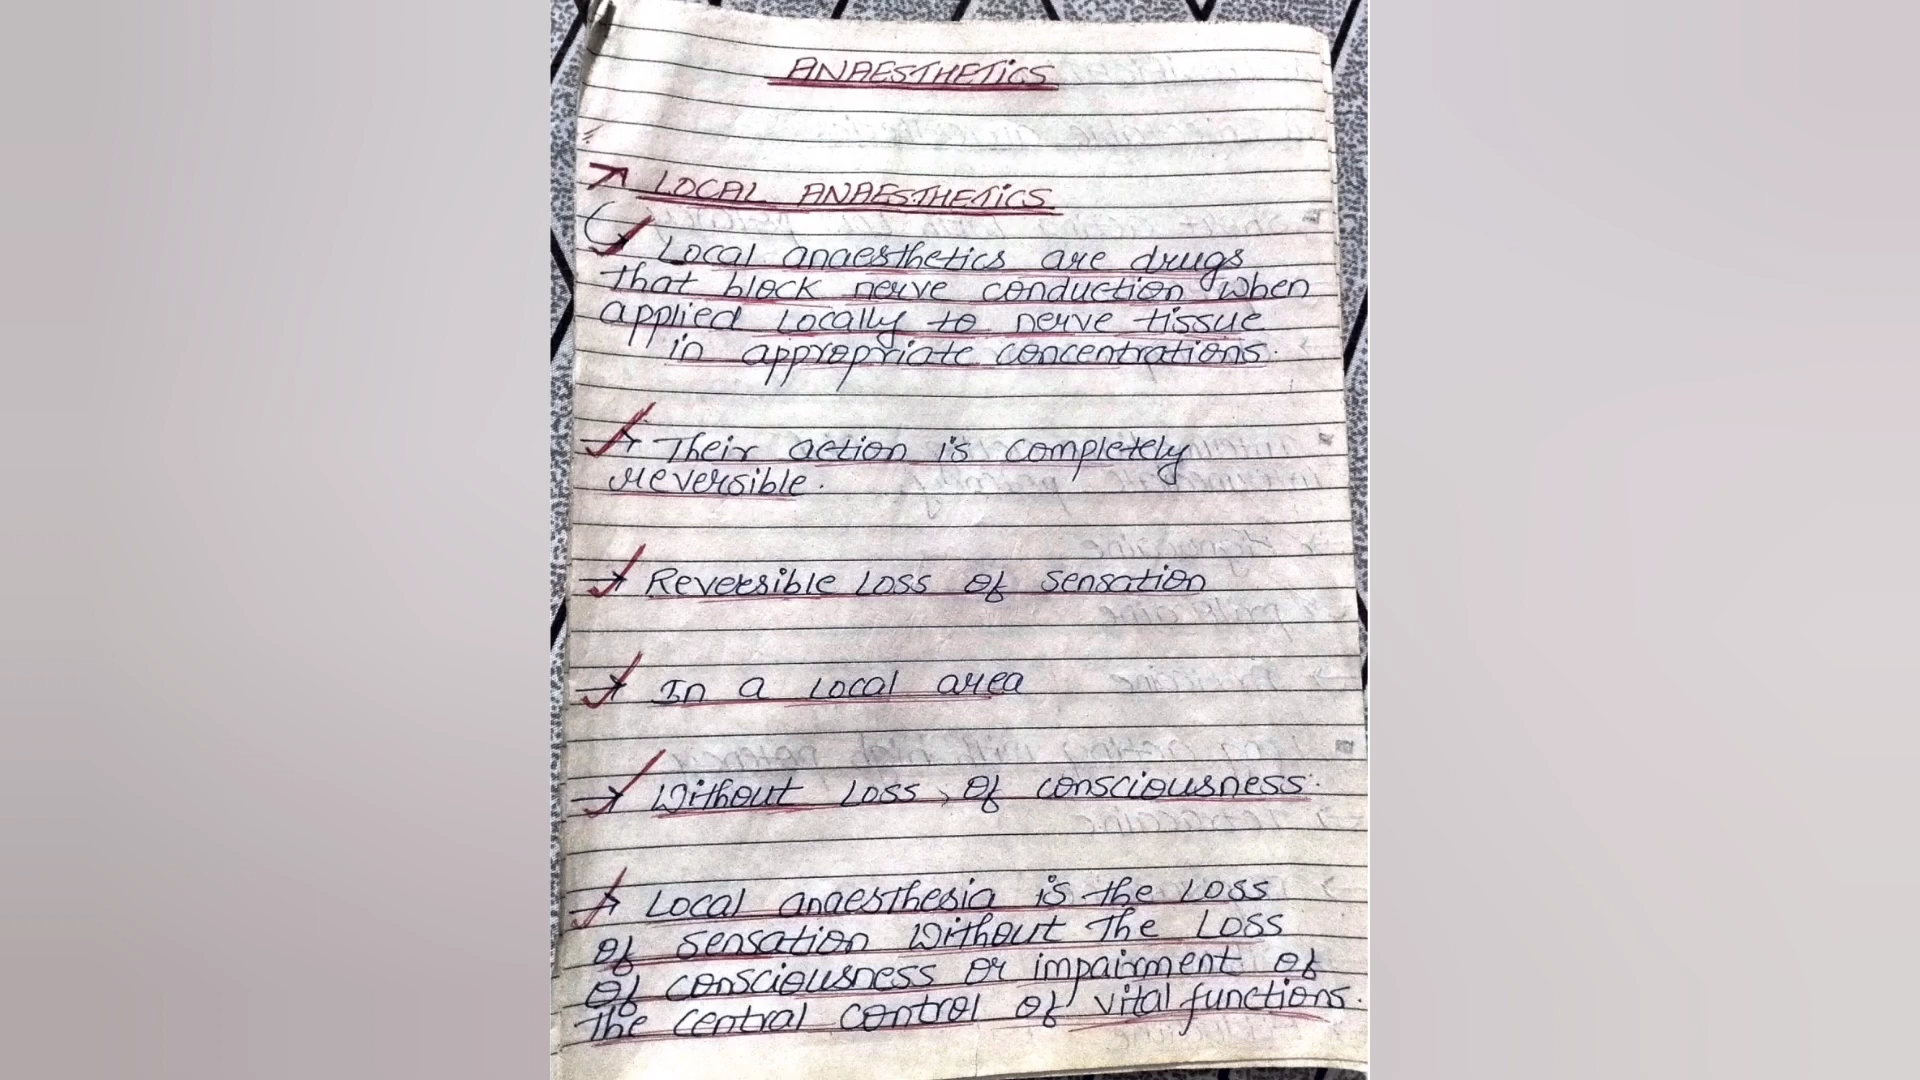 ANAESTHETICS
LOCAL ANAESTHETICS
Local anaesthetics are drugs
that block nerve conduction when
applied locally to nerve tissue
in appropriate concentrations.
Their action is completely
reversible.
Reversible Loss of sensation
In a Local area
Without Loss of consciousness.
Local anaesthesia is the Loss
of sensation without the Loss
of consciousness or impairment of
the central control of vital functions.